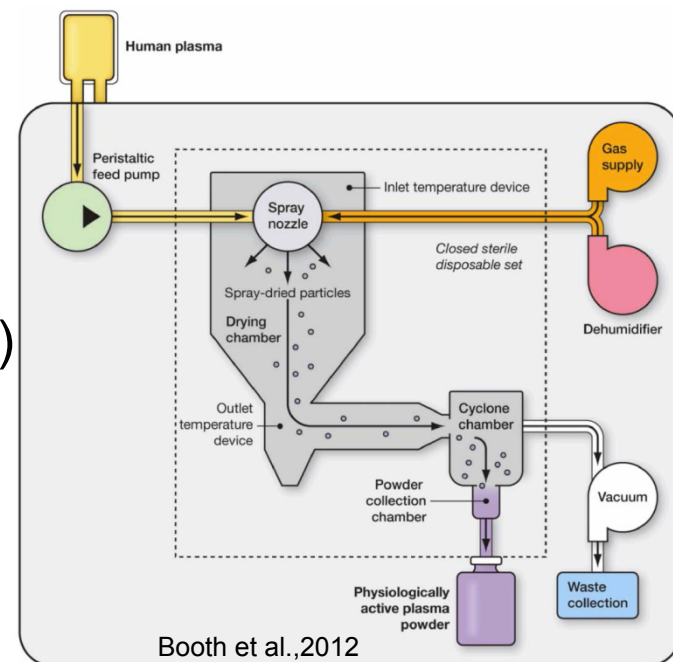 Human plasma
Peristaltic
feed pump
Spray
nozzle
Inlet temperature device
Gas
supply
Closed sterile
disposable set
Spray-dried particles
Drying
chamber
)
Dehumidifier
Outlet
temperature
device
Cyclone
chamber
Powder
collection
chamber
Vacuum
Physiologically
active plasma
powder
Waste
collection
Booth et al.,2012